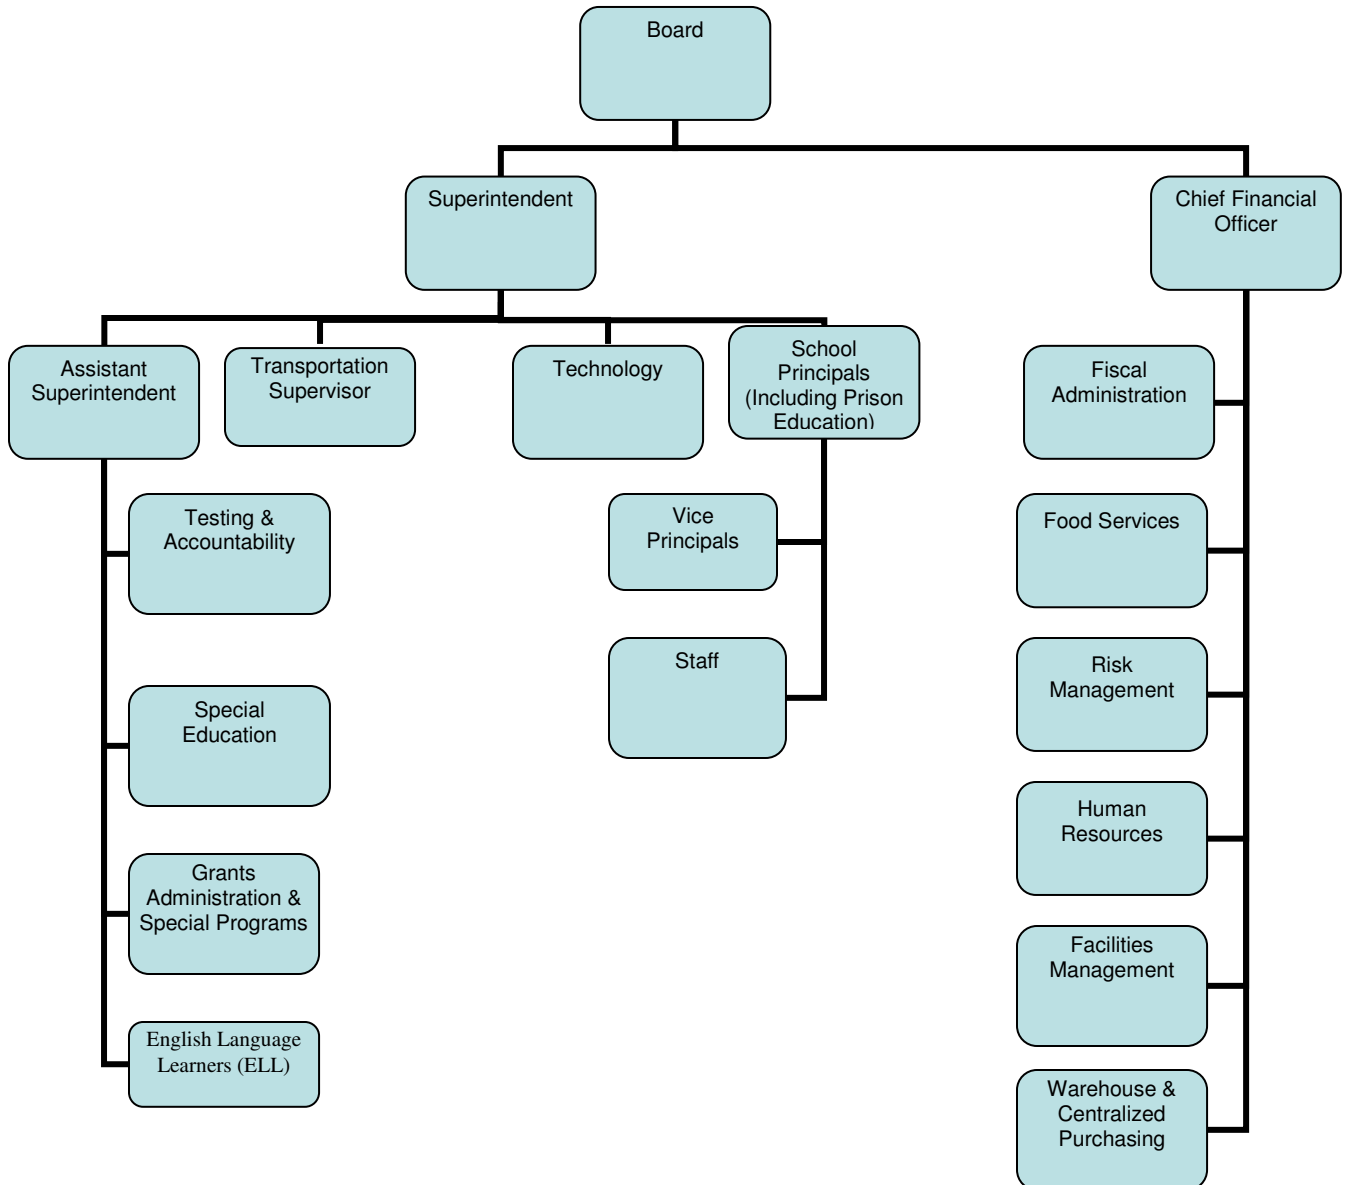 Board
Superintendent
Chief Financial
Officer
Assistant
Superintendent
Transportation
Supervisor
Technology
School
Principals
(Including Prison
Education)
Fiscal
Administration
Testing &
Accountability
Vice
Principals
Food Services
Staff
Risk
Management
Special
Education
Human
Resources
Grants
Administration &
Special Programs
Facilities
Management
English Language
Learners (ELL)
Warehouse &
Centralized
Purchasing